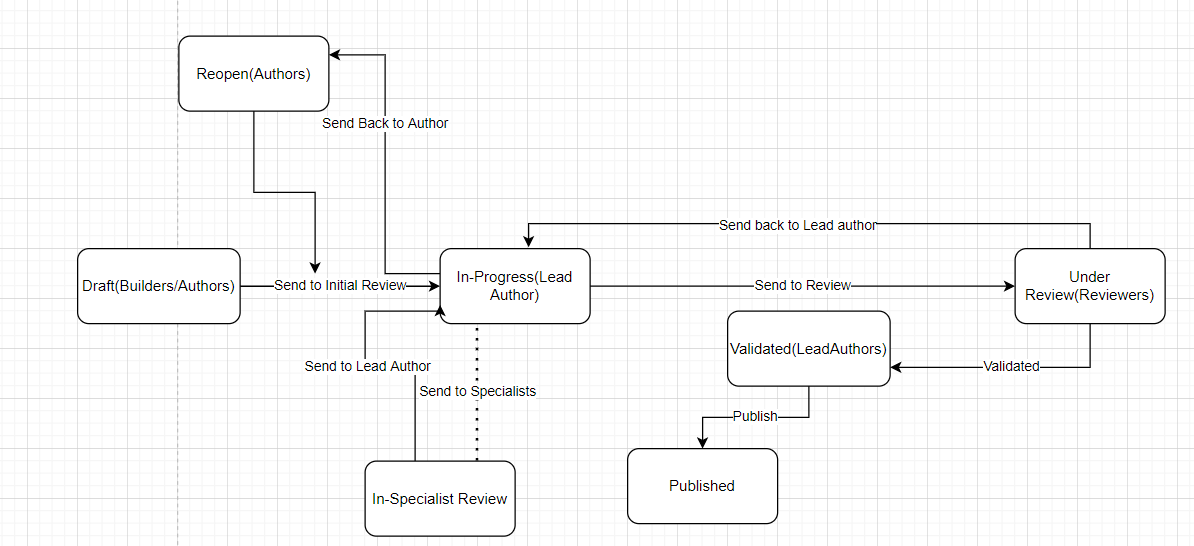 Reopen(Authors)
Send Back to Author
Send back to Lead author
Draft(Builders/Authors)
Send to Initial Review
In-Progress(Lead
Author)
Send to Review
Under
Review(Reviewers)
Validated(LeadAuthors)
Send to Lead Author
Validated
Send to Specialists
Publish
In-Specialist Review
Published